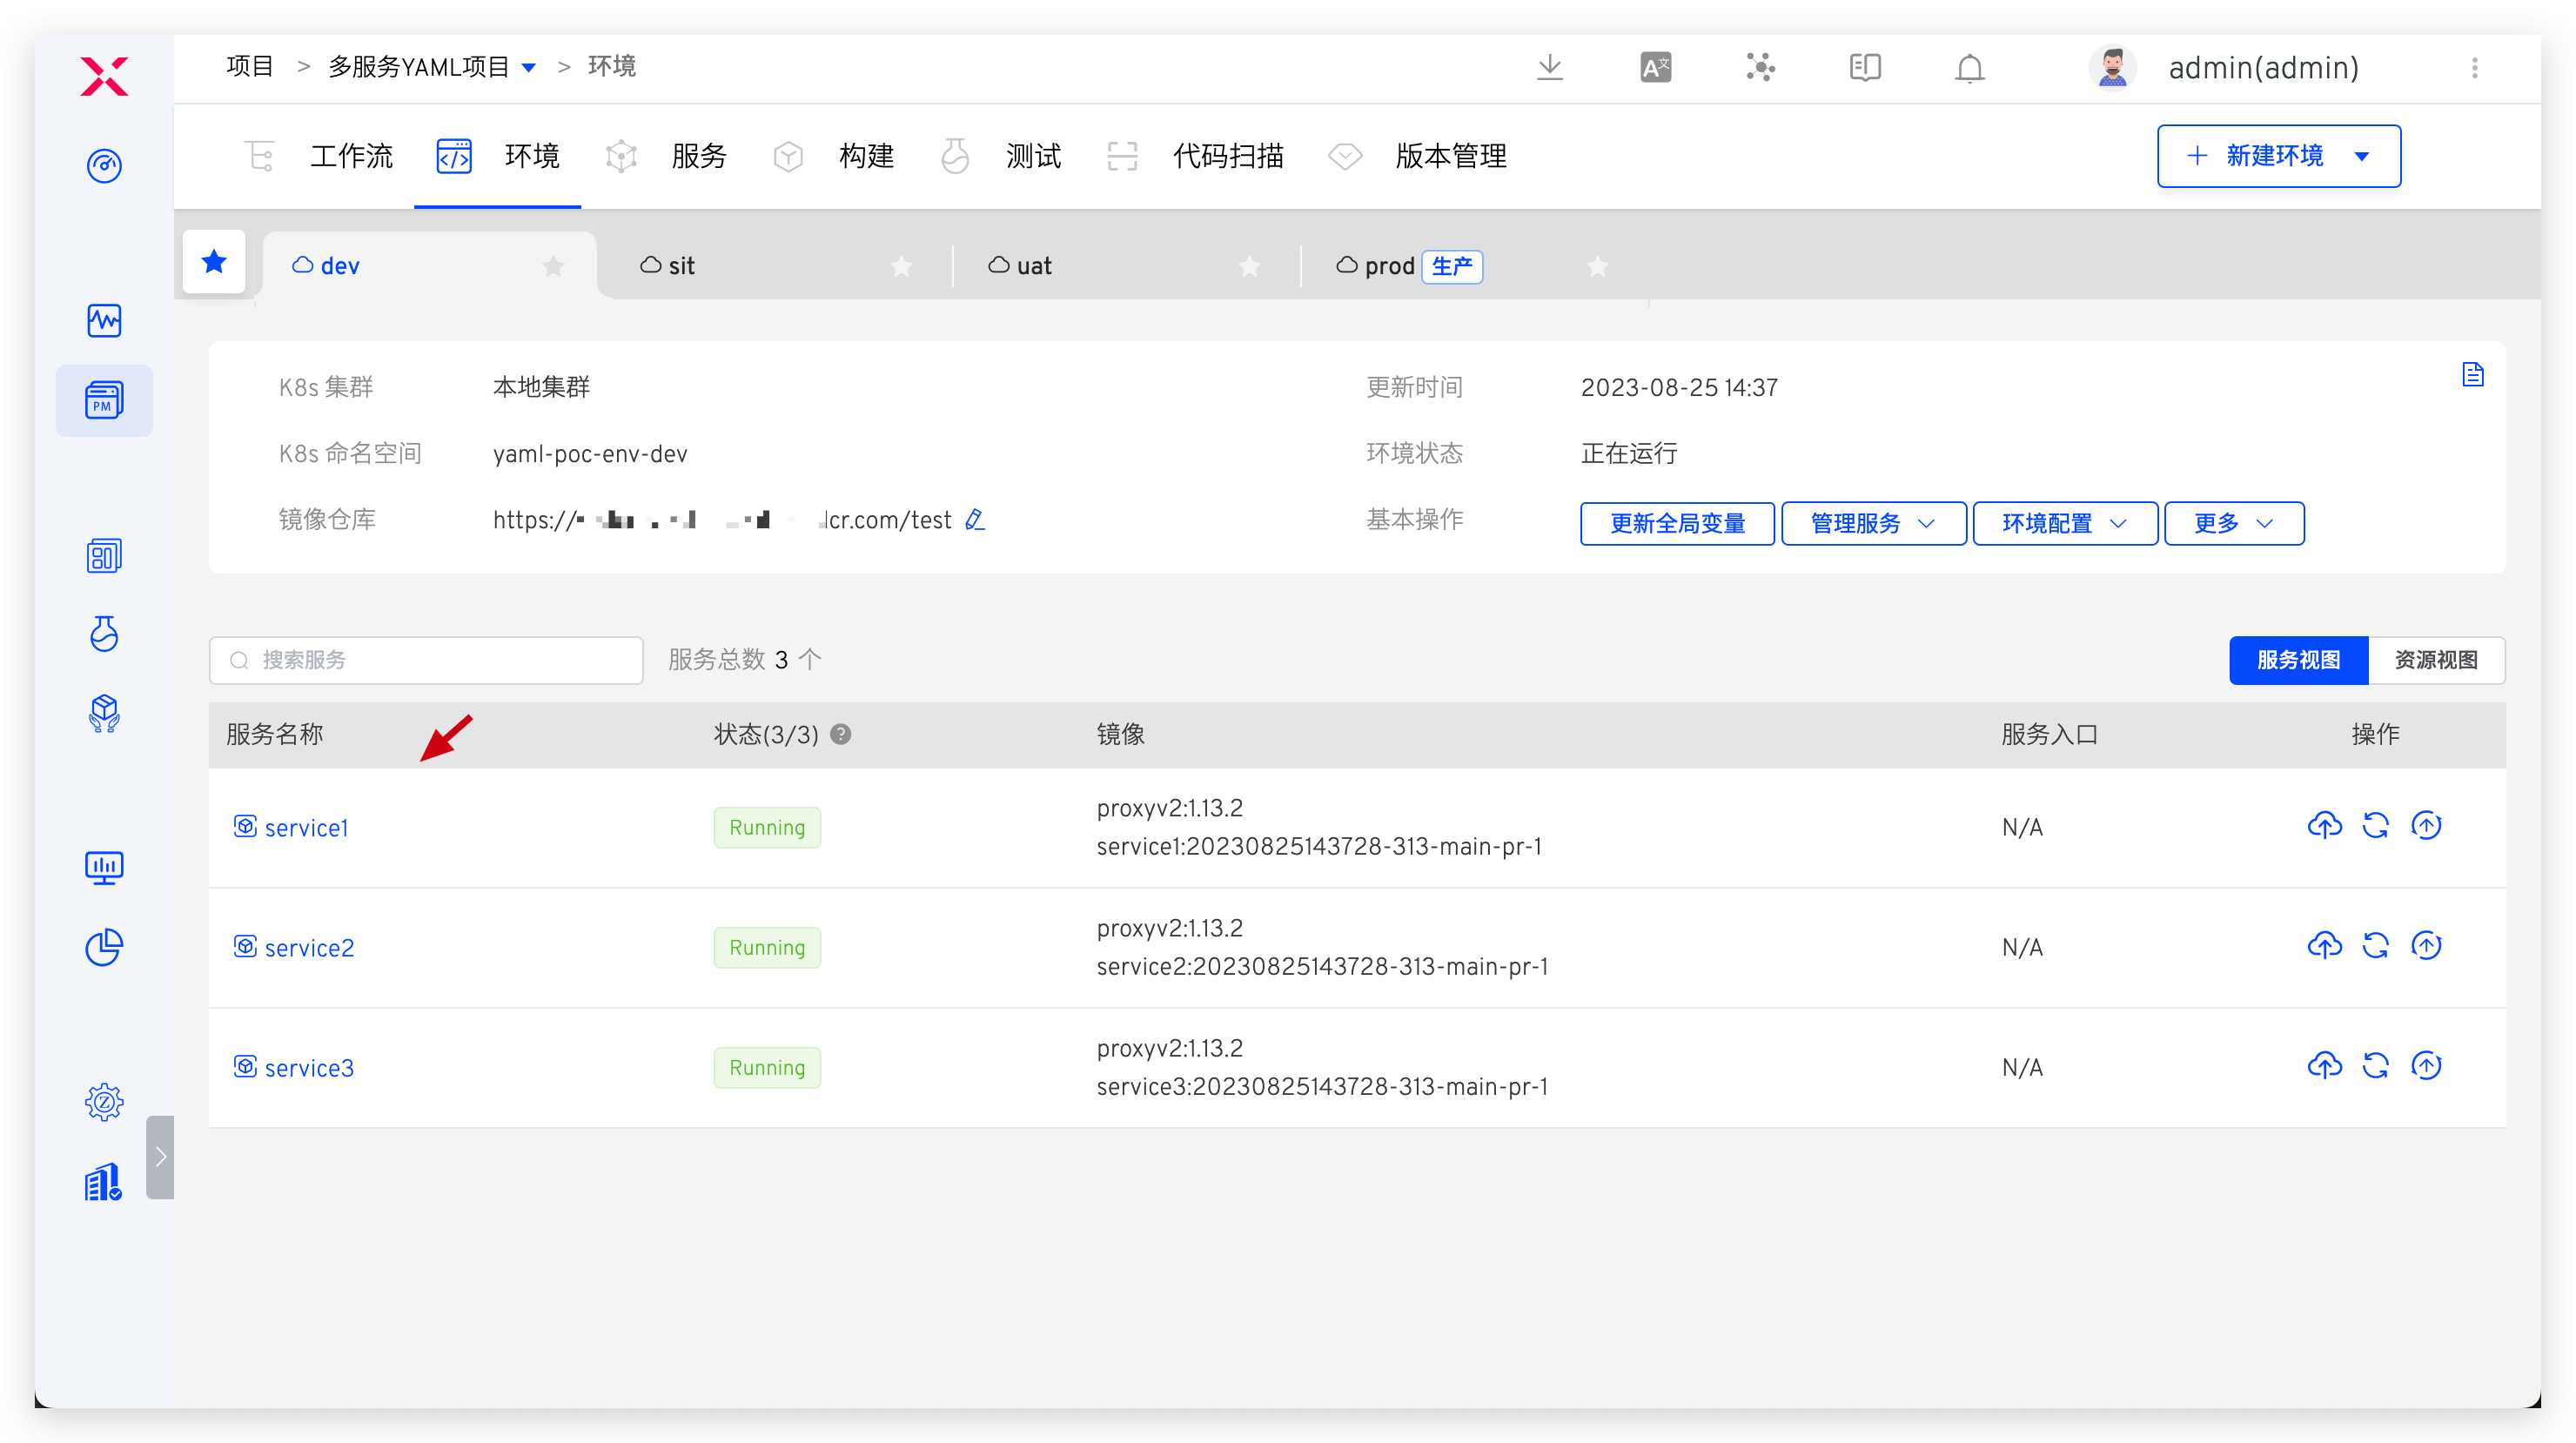 项目 > 多服务YAML项目 > 环境
admin(admin)
工作流 环境 服务 构建 测试 代码扫描 版本管理
新建环境
dev sit uat prod 生产
K8s 集群 本地集群 更新时间 2023-08-25 14:37
K8s 命名空间 yaml-poc-env-dev 环境状态 正在运行
镜像仓库 https:// cr.com/test 基本操作 更新全局变量 管理服务 环境配置 更多
搜索服务 服务总数 3 个 服务视图 资源视图
服务名称 状态(3/3) 镜像 服务入口 操作
service1 Running proxyv2:1.13.2 N/A
service1:20230825143728-313-main-pr-1
service2 Running proxyv2:1.13.2 N/A
service2:20230825143728-313-main-pr-1
service3 Running proxyv2:1.13.2 N/A
service3:20230825143728-313-main-pr-1
PM